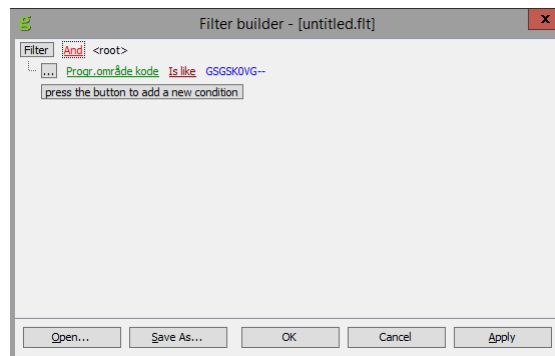 Filter builder - [untitled.flt]
x
Filter And <root>
... Progr.område kode Is like GSGSK0VG--
press the button to add a new condition
Open... Save As... OK Cancel Apply